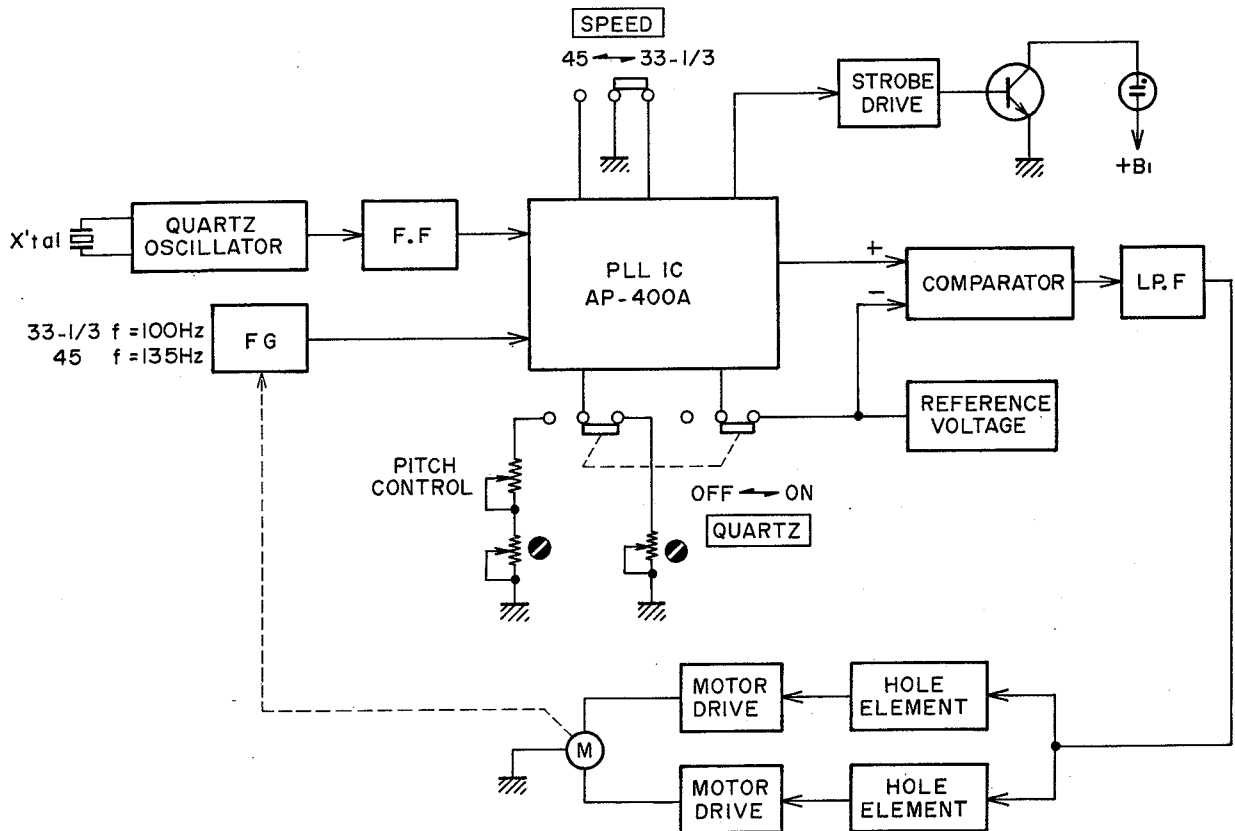 SPEED
45 ↔ 33-1/3
STROBE
DRIVE
+B1
X'tal
QUARTZ
OSCILLATOR
F.F
PLL IC
AP-400A
+
-
COMPARATOR
L.P.F
33-1/3 f=100Hz
45 f=135Hz
FG
REFERENCE
VOLTAGE
PITCH
CONTROL
OFF ↔ ON
QUARTZ
MOTOR
DRIVE
HOLE
ELEMENT
M
MOTOR
DRIVE
HOLE
ELEMENT